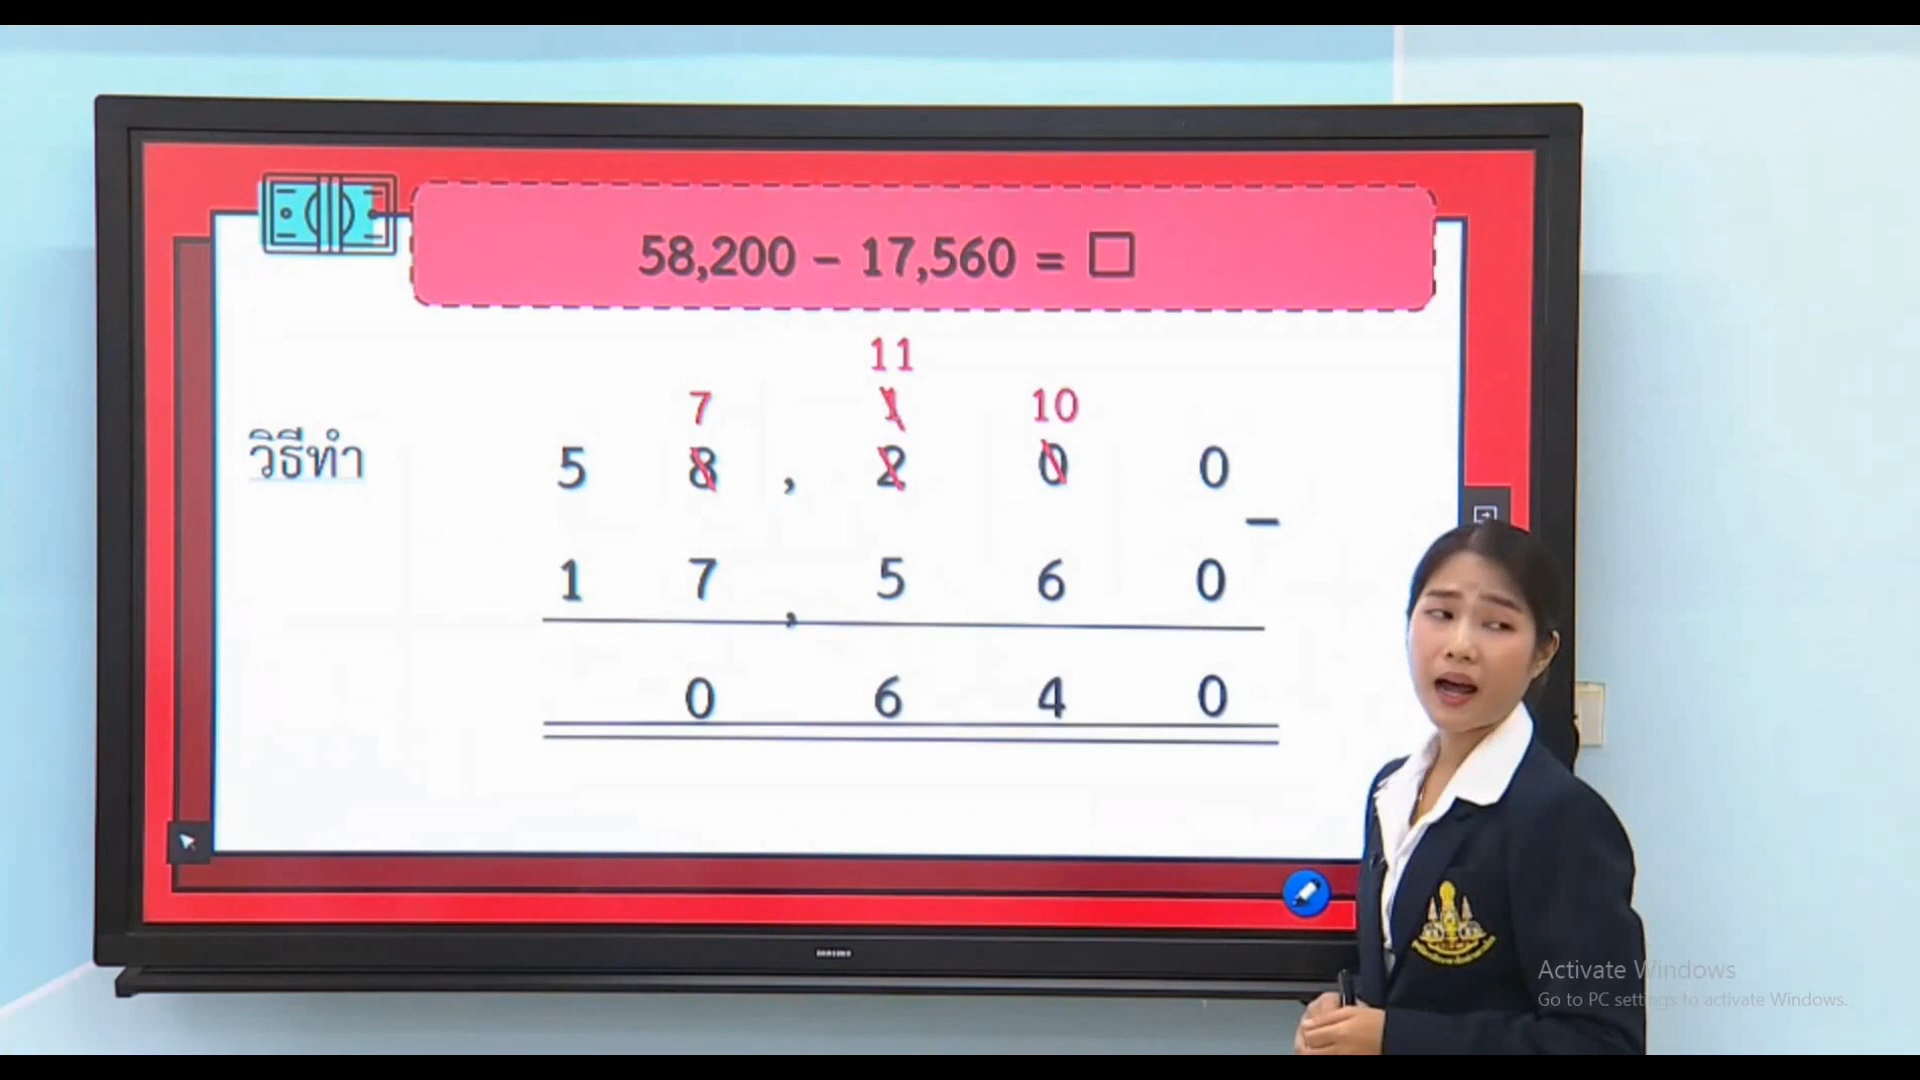 58,200 – 17,560 = □
11
7 1 10
วิธีทำ 5 8 , 2 0 0
–
1 7 , 5 6 0
0 6 4 0
SAMSUNG
Activate Windows
Go to PC settings to activate Windows.